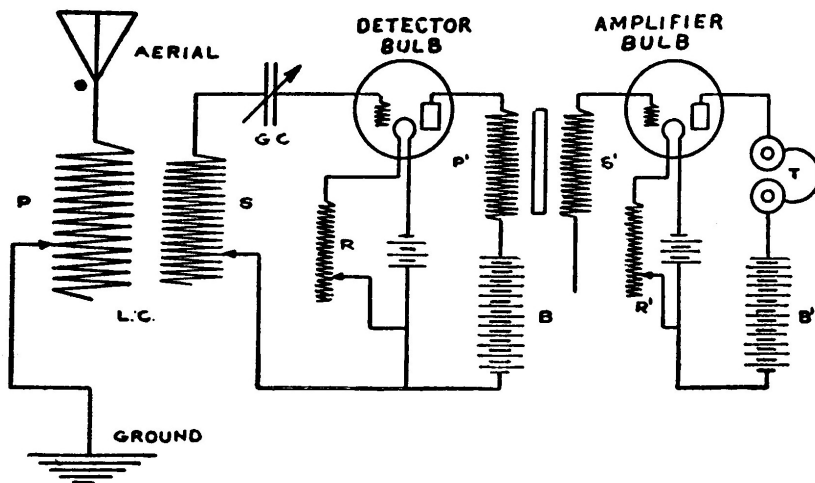 AERIAL
DETECTOR
BULB
AMPLIFIER
BULB
GC
P
S
P'
S'
T
R
R'
B
B'
L.C.
GROUND